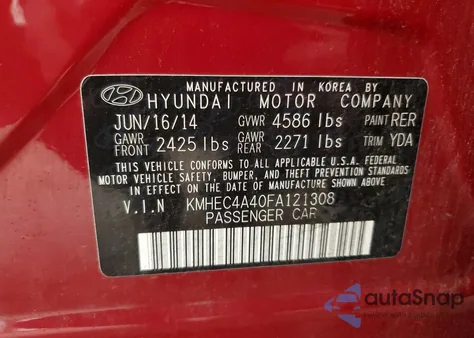 MANUFACTURED IN KOREA BY
HYUNDAI MOTOR COMPANY
JUN/16/14 GVWR 4586 lbs PAINT RER
GAWR FRONT 2425 lbs GAWR REAR 2271 lbs TRIM YDA
THIS VEHICLE CONFORMS TO ALL APPLICABLE U.S.A. FEDERAL
MOTOR VEHICLE SAFETY, BUMPER, AND THEFT PREVENTION STANDARDS
IN EFFECT ON THE DATE OF MANUFACTURE SHOWN ABOVE.
V.I.N KMHEC4A40FA121308
PASSENGER CAR
autoSnap